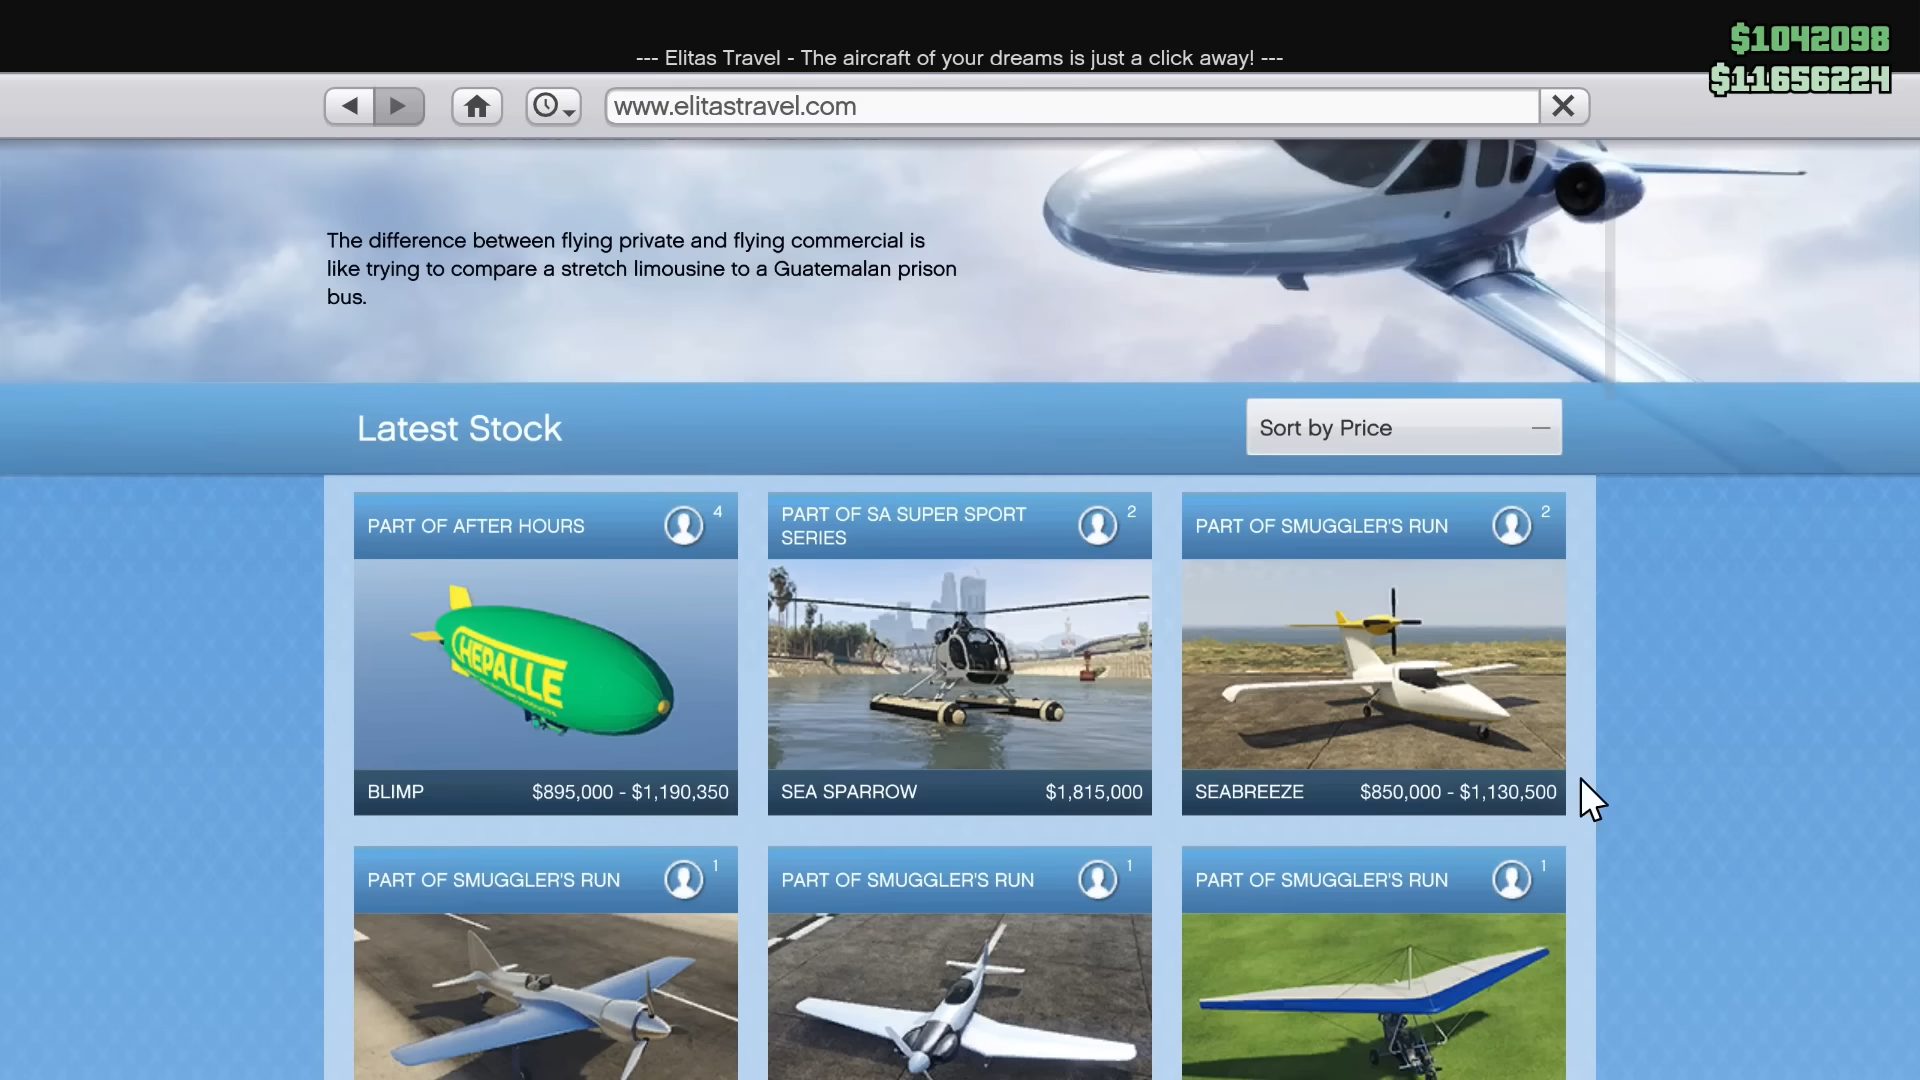 --- Elitas Travel - The aircraft of your dreams is just a click away! ---
$1042098
$11656224
www.elitastravel.com
The difference between flying private and flying commercial is
like trying to compare a stretch limousine to a Guatemalan prison
bus.
Latest Stock
Sort by Price
PART OF AFTER HOURS
4
PART OF SA SUPER SPORT
SERIES
2
PART OF SMUGGLER'S RUN
2
HEPALLE
BLIMP
$895,000 - $1,190,350
SEA SPARROW
$1,815,000
SEABREEZE
$850,000 - $1,130,500
PART OF SMUGGLER'S RUN
1
PART OF SMUGGLER'S RUN
1
PART OF SMUGGLER'S RUN
1